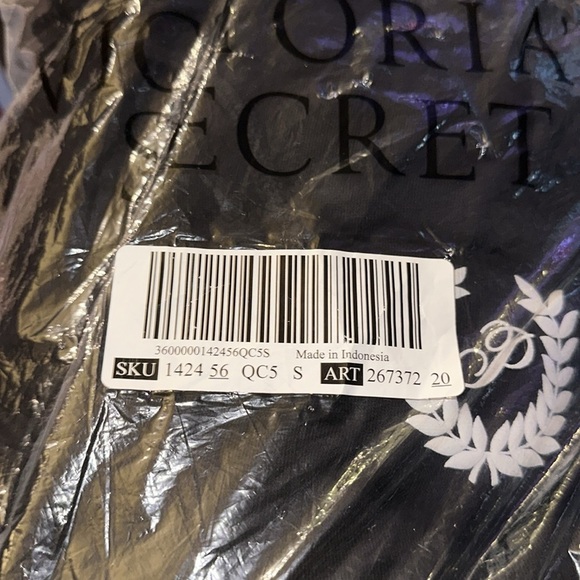 VICTORIA'
SECRET
3600000142456QC5S Made in Indonesia
SKU 1424 56 QC5 S ART 267372 20
P